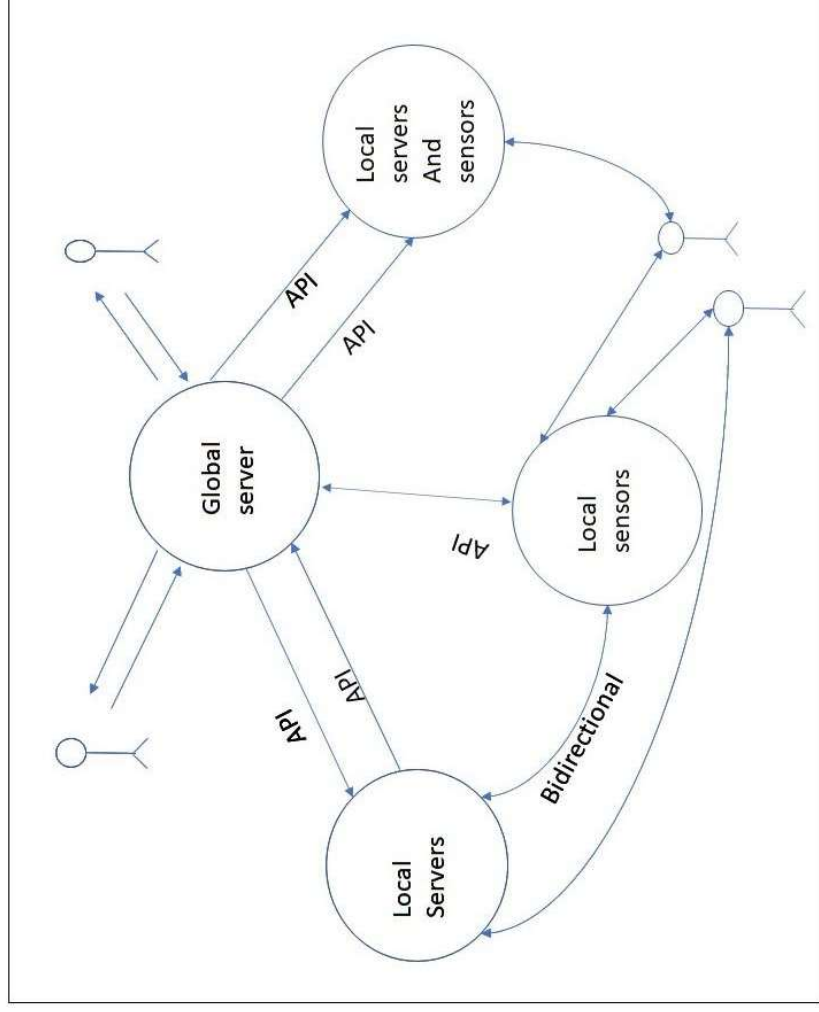 Global
server
Local
servers
And
sensors
API
API
API
API
API
Local
sensors
Bidirectional
Local
Servers